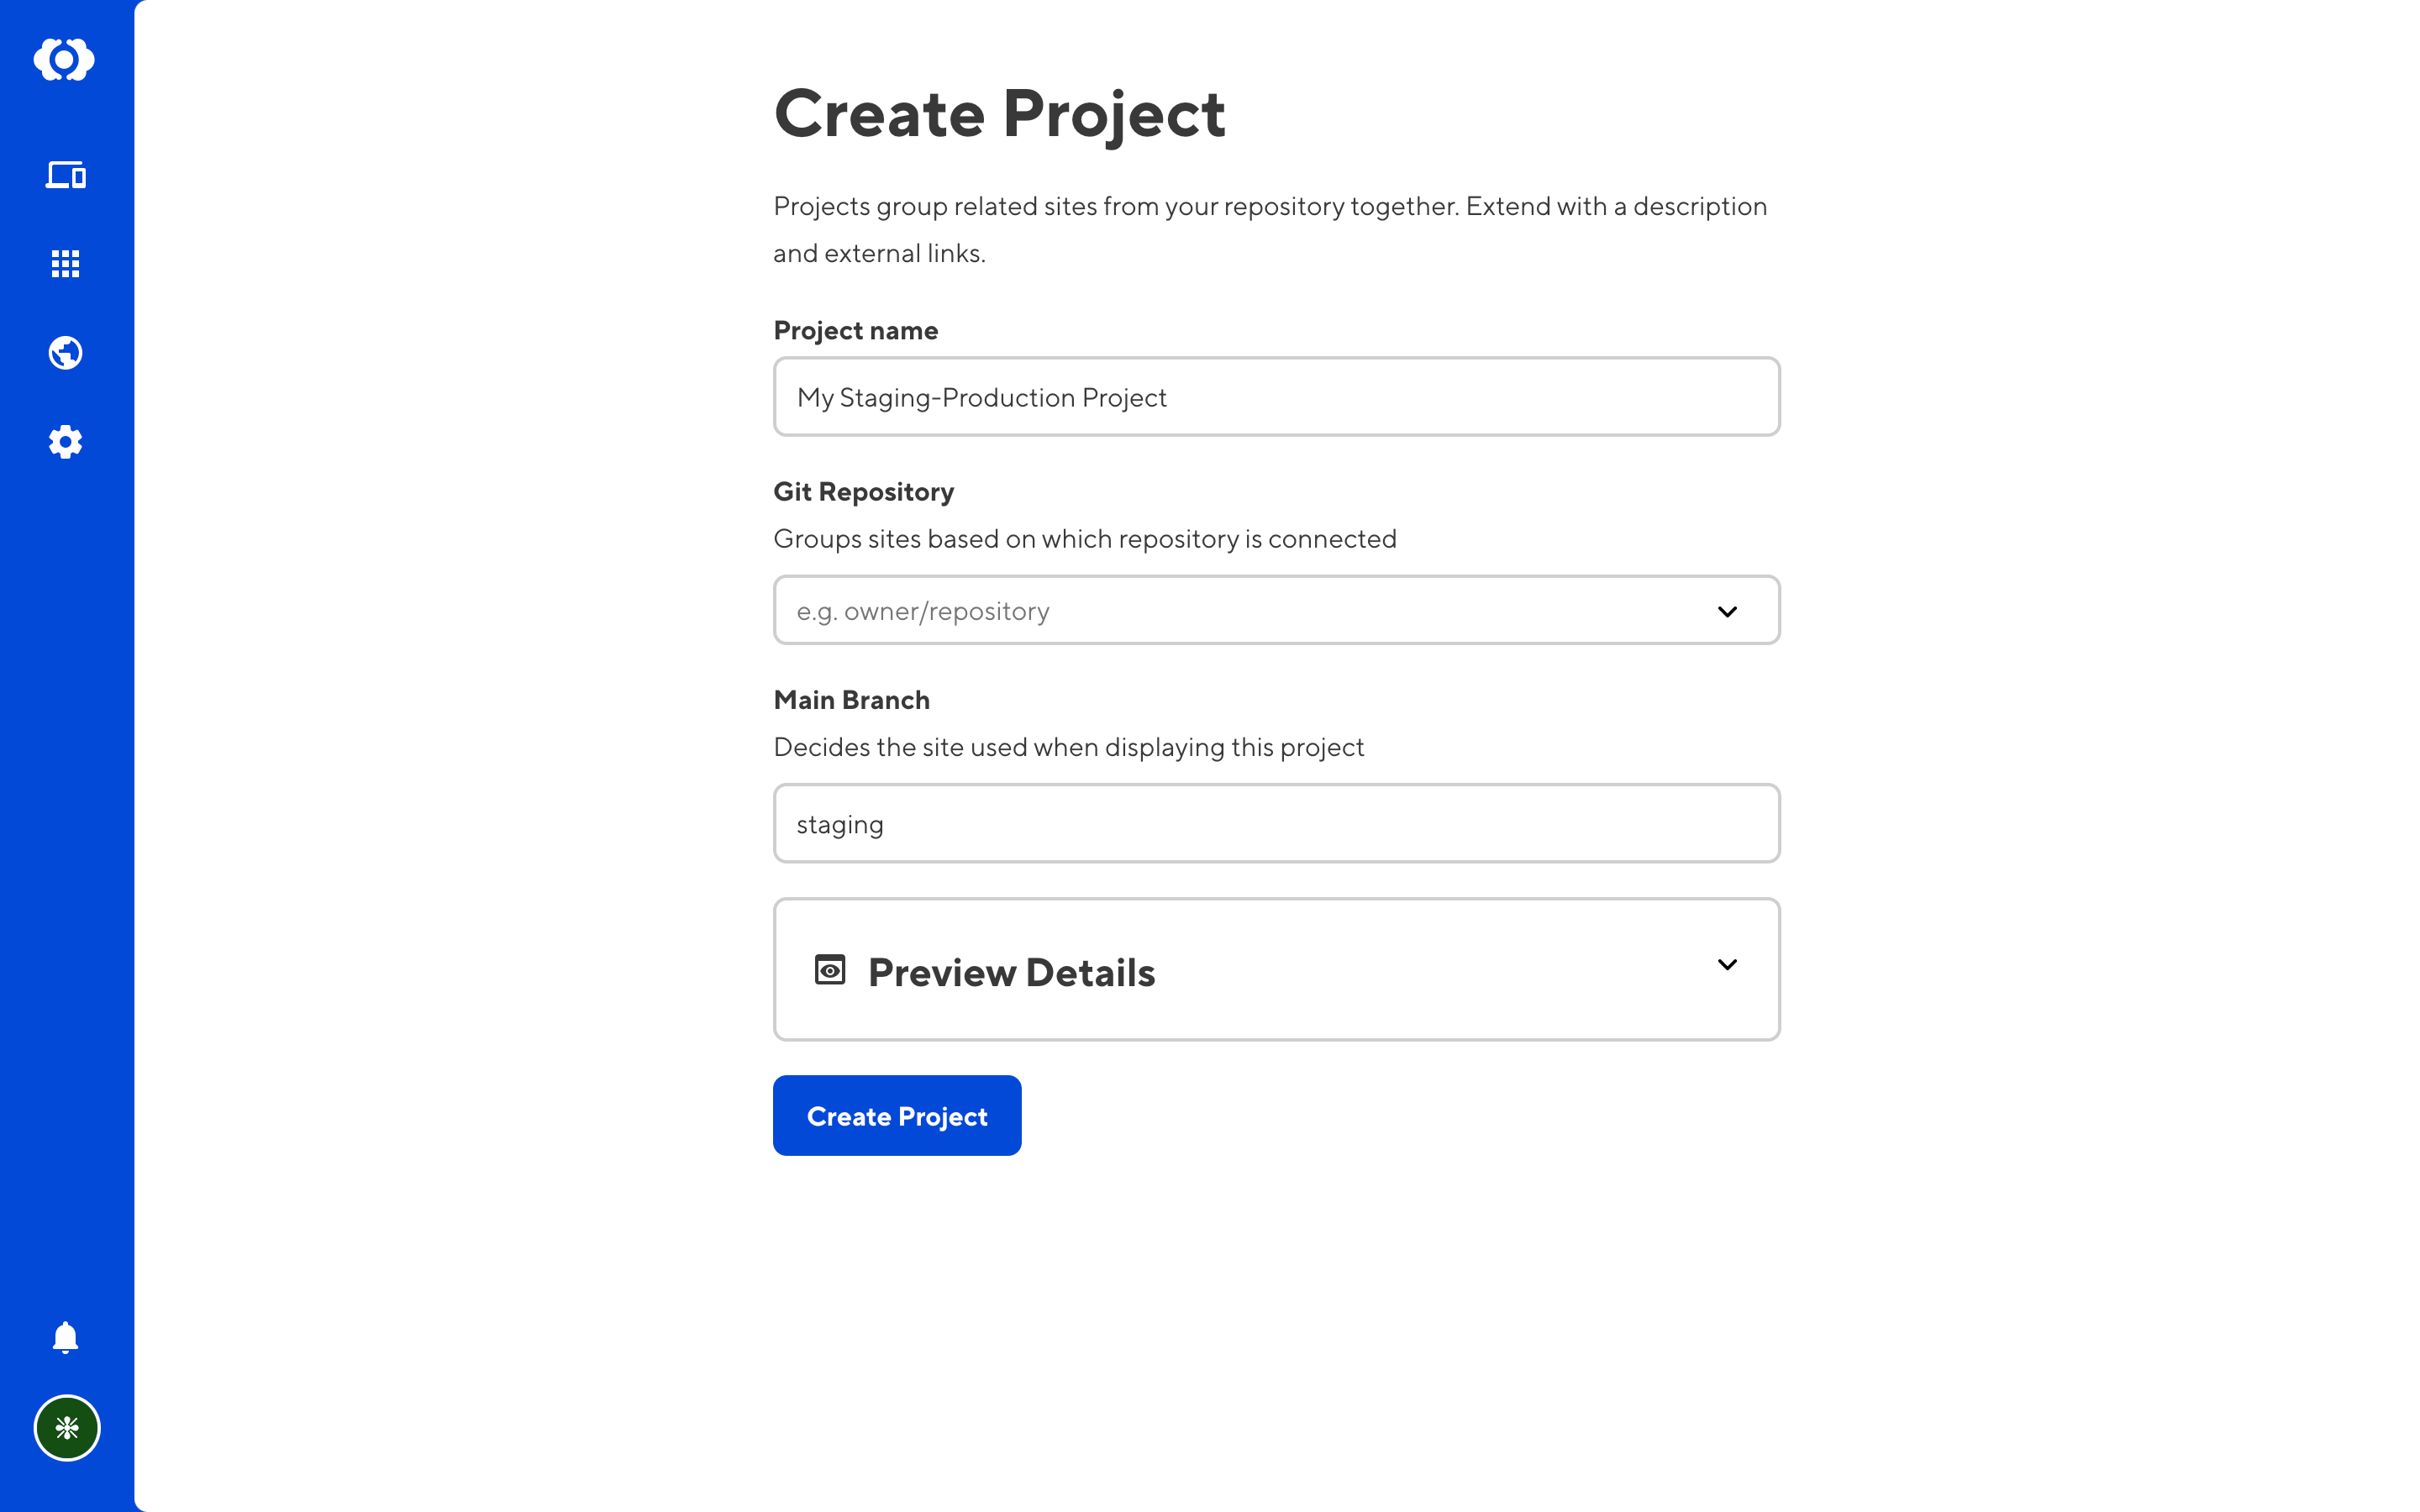 Create Project
Projects group related sites from your repository together. Extend with a description
and external links.
Project name
My Staging-Production Project
Git Repository
Groups sites based on which repository is connected
e.g. owner/repository
Main Branch
Decides the site used when displaying this project
staging
Preview Details
Create Project